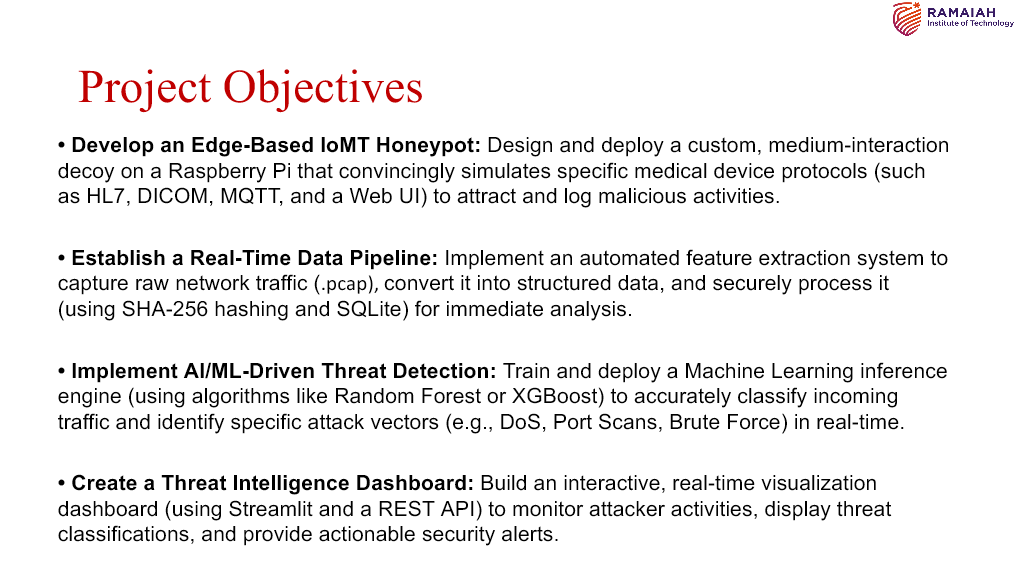 RAMAIAH
Institute of Technology
Project Objectives
• Develop an Edge-Based IoMT Honeypot: Design and deploy a custom, medium-interaction
decoy on a Raspberry Pi that convincingly simulates specific medical device protocols (such
as HL7, DICOM, MQTT, and a Web UI) to attract and log malicious activities.
• Establish a Real-Time Data Pipeline: Implement an automated feature extraction system to
capture raw network traffic (.pcap), convert it into structured data, and securely process it
(using SHA-256 hashing and SQLite) for immediate analysis.
• Implement AI/ML-Driven Threat Detection: Train and deploy a Machine Learning inference
engine (using algorithms like Random Forest or XGBoost) to accurately classify incoming
traffic and identify specific attack vectors (e.g., DoS, Port Scans, Brute Force) in real-time.
• Create a Threat Intelligence Dashboard: Build an interactive, real-time visualization
dashboard (using Streamlit and a REST API) to monitor attacker activities, display threat
classifications, and provide actionable security alerts.